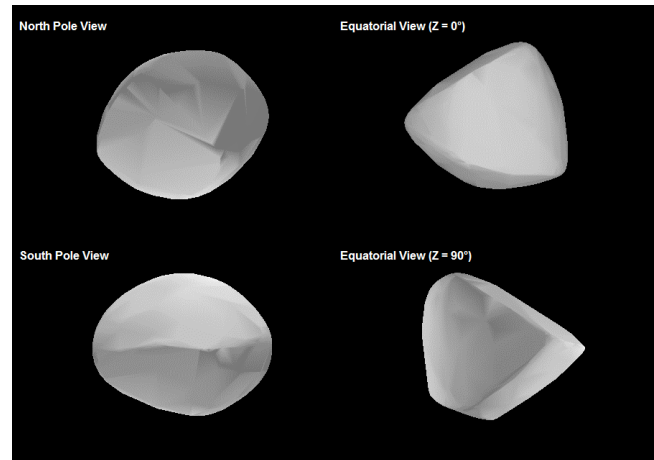 North Pole View
Equatorial View (Z = 0°)
South Pole View
Equatorial View (Z = 90°)